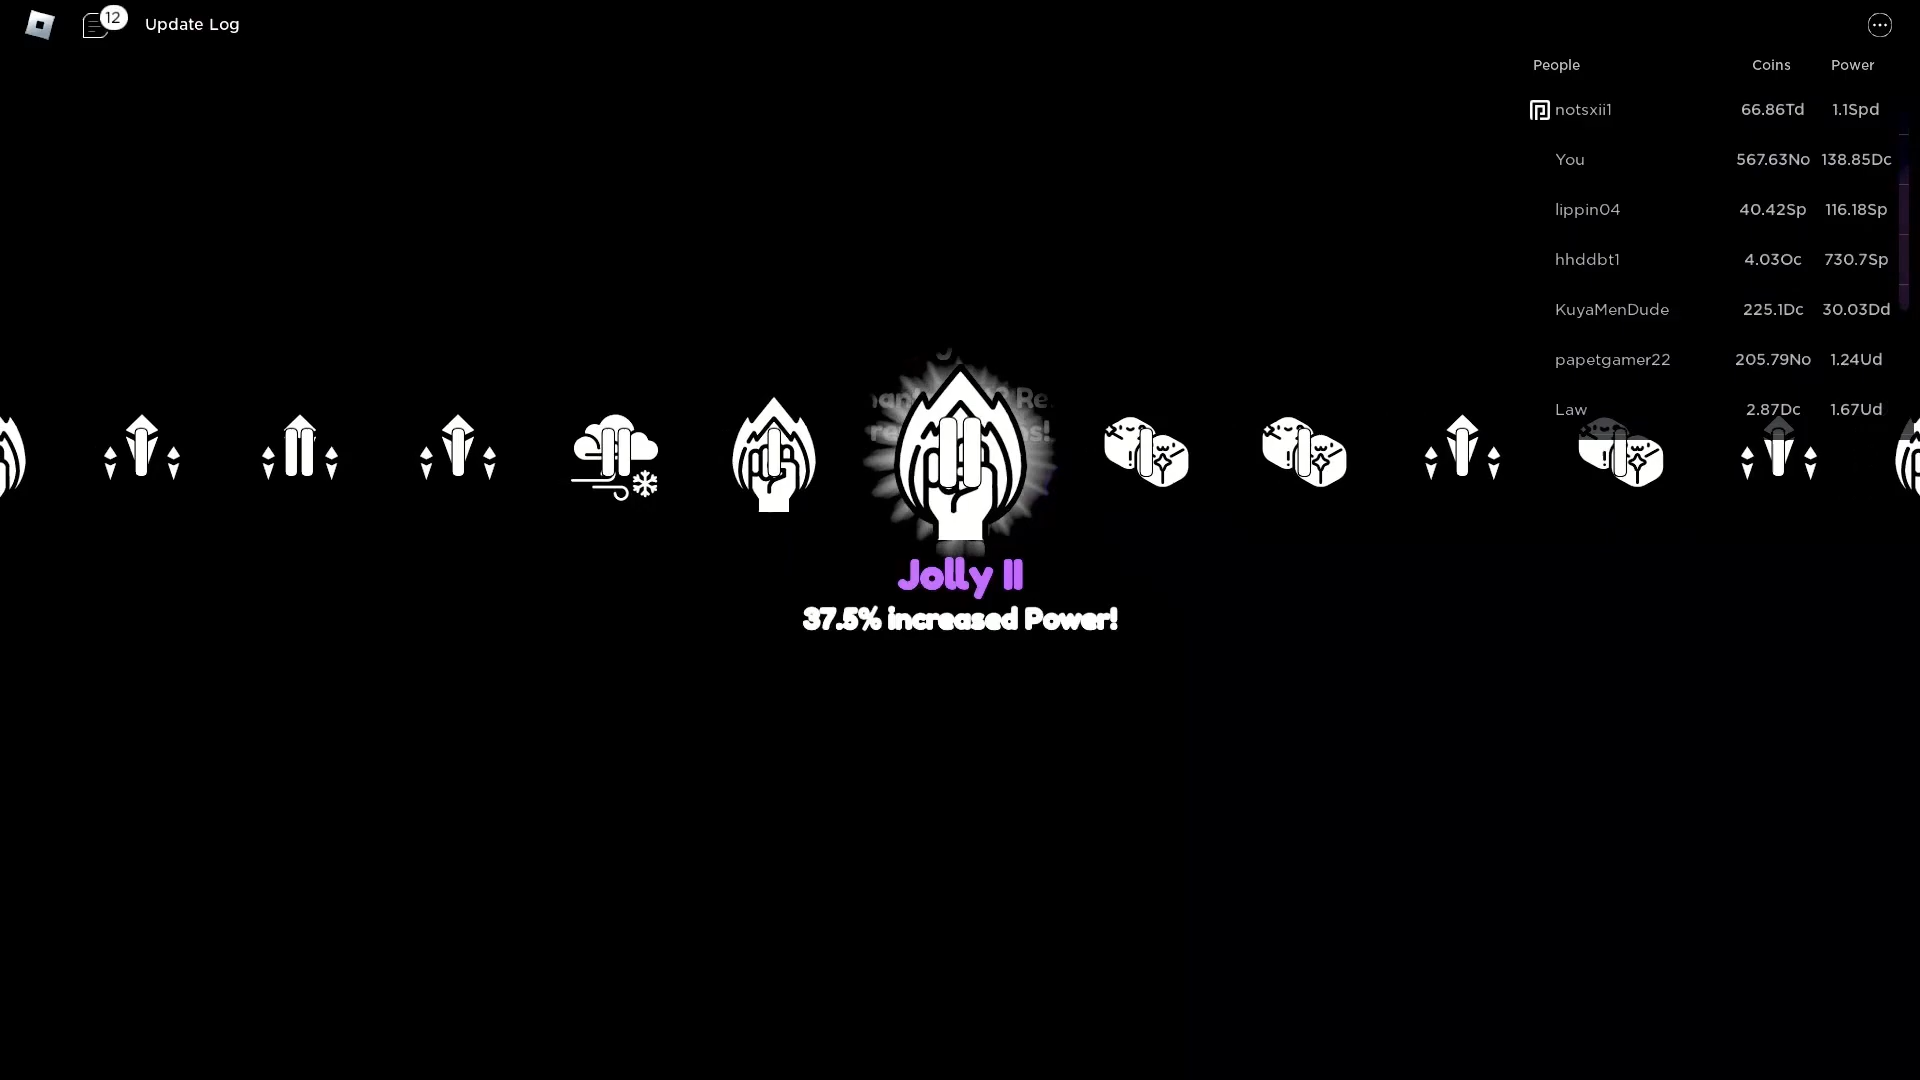 12
Update Log
People Coins Power
notsxii1 66.86Td 1.1Spd
You 567.63No 138.85Dc
lippin04 40.42Sp 116.18Sp
hhddbt1 4.03Oc 730.7Sp
KuyaMenDude 225.1Dc 30.03Dd
papetgamer22 205.79No 1.24Ud
Law 2.87Dc 1.67Ud
Jolly II
37.5% increased Power!